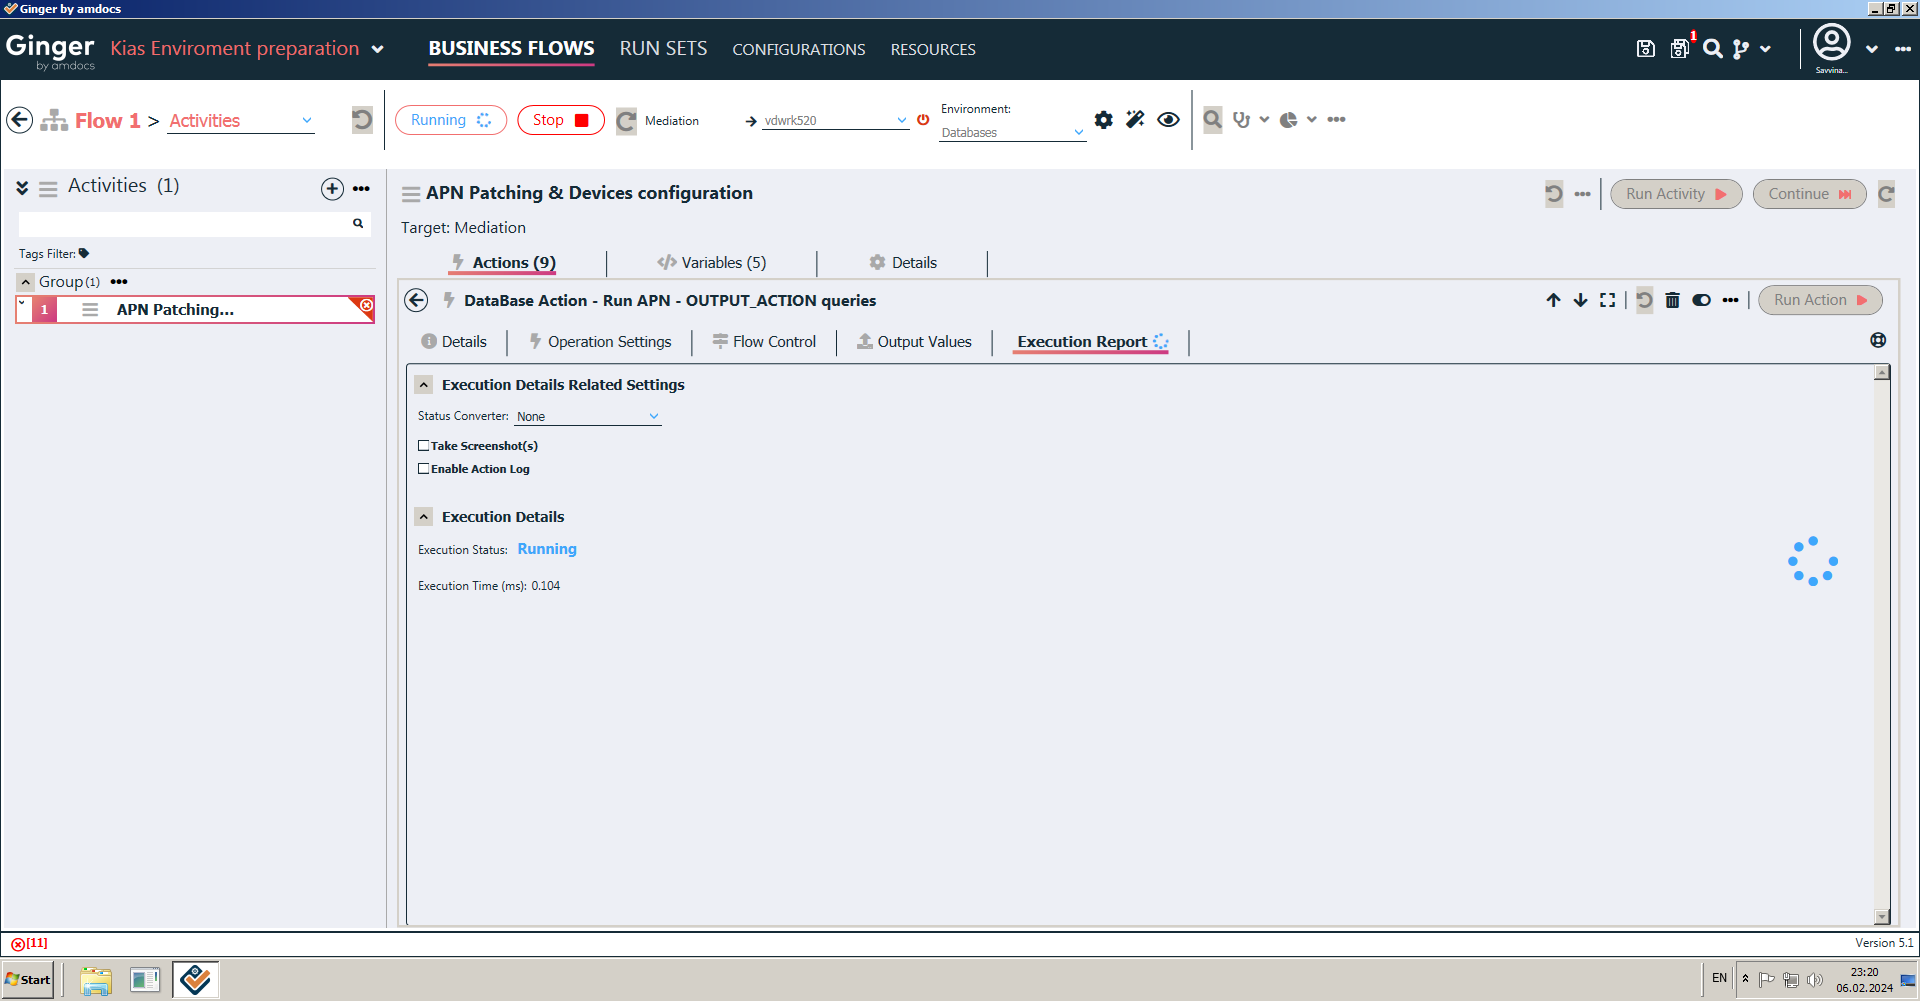 Ginger by amdocs
Ginger
by amdocs
Kias Enviroment preparation
BUSINESS FLOWS
RUN SETS
CONFIGURATIONS
RESOURCES
1
Savvina...
Flow 1 > Activities
Running
Stop
Mediation
vdwrk520
Environment:
Databases
Activities (1)
Tags Filter:
Group (1)
1
APN Patching...
APN Patching & Devices configuration
Run Activity
Continue
Target: Mediation
Actions (9)
Variables (5)
Details
DataBase Action - Run APN - OUTPUT_ACTION queries
Run Action
Details
Operation Settings
Flow Control
Output Values
Execution Report
Execution Details Related Settings
Status Converter: None
Take Screenshot(s)
Enable Action Log
Execution Details
Execution Status: Running
Execution Time (ms): 0.104
[11]
Version 5.1
Start
EN
23:20
06.02.2024